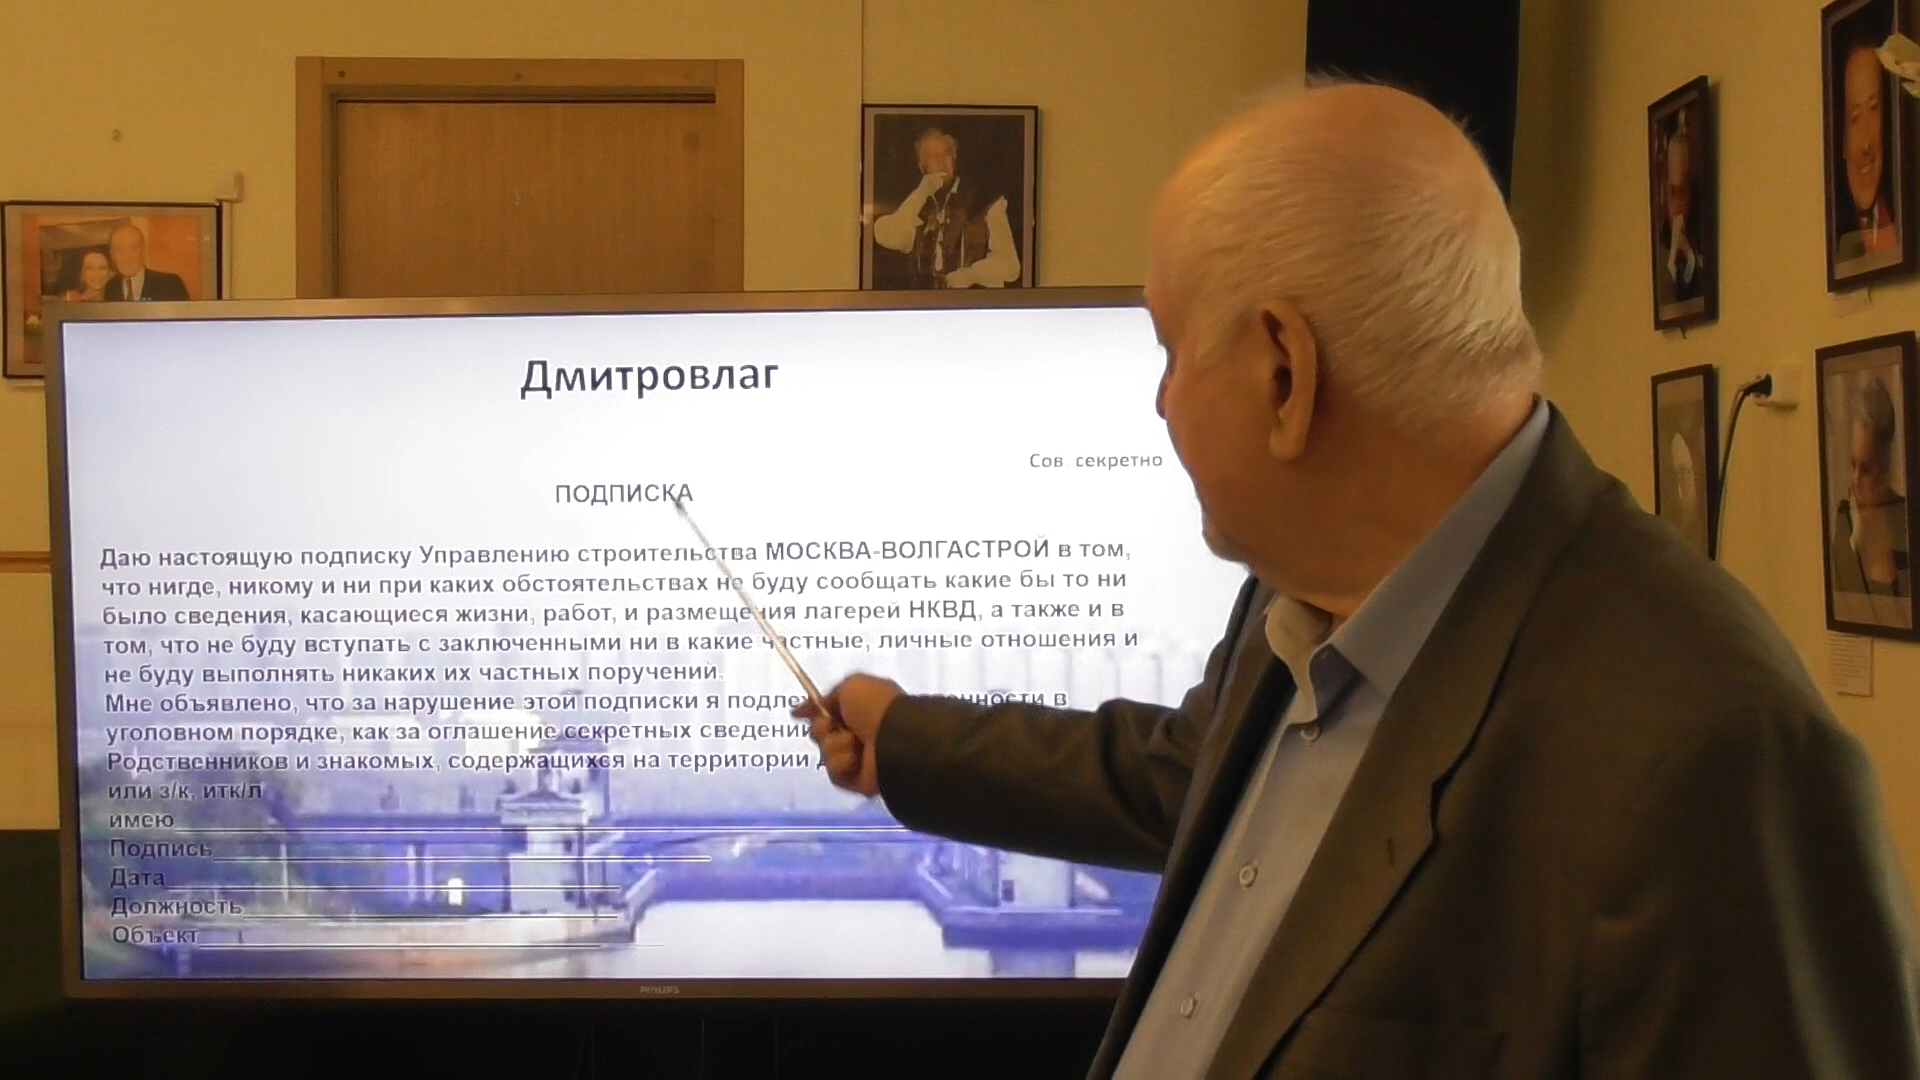 Дмитровлаг
Сов. секретно
ПОДПИСКА
Даю настоящую подписку Управлению строительства МОСКВА-ВОЛГАСТРОЙ в том,
что нигде, никому и ни при каких обстоятельствах не буду сообщать какие бы то ни
было сведения, касающиеся жизни, работ, и размещения лагерей НКВД, а также и в
том, что не буду вступать с заключенными ни в какие частные, личные отношения и
не буду выполнять никаких их частных поручений.
Мне объявлено, что за нарушение этой подписки я в
уголовном порядке, как за оглашение секретных
Родственников и знакомых, содержащихся на территории
или з/к, итк/л
имею
Подпись
Дата
Должность
Объект
PHILIPS